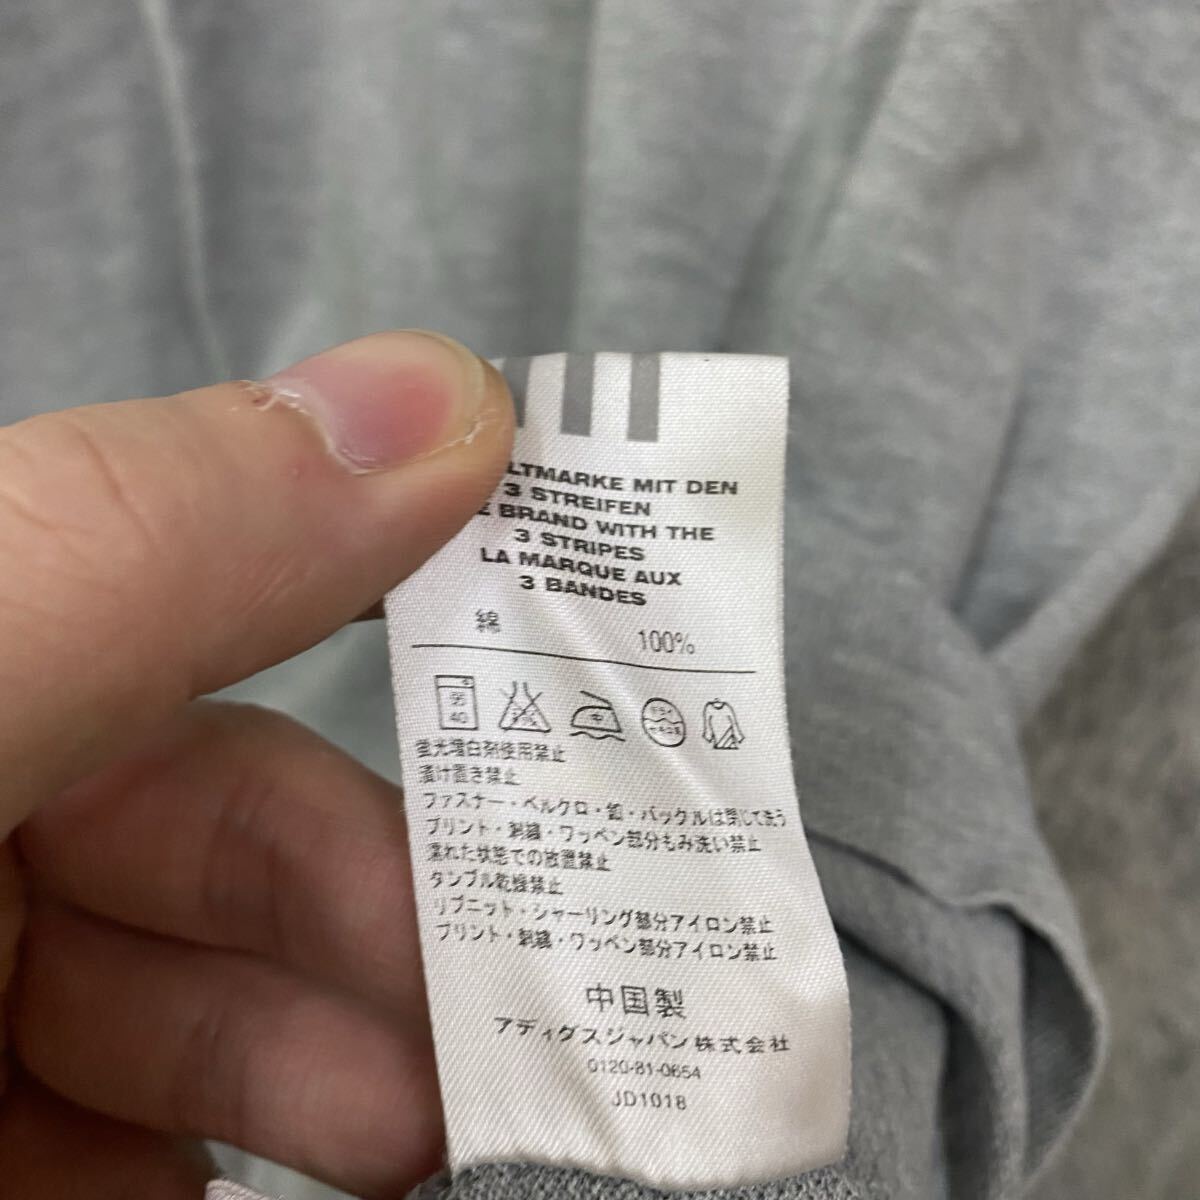 LTMARKE MIT DEN
3 STREIFEN
E BRAND WITH THE
3 STRIPES
LA MARQUE AUX
3 BANDES
綿 100%
95
40
中
ドライ
蛍光増白剤使用禁止
漬け置き禁止
ファスナー・ベルクロ・釦・バックルは閉じて洗う
プリント・刺繍・ワッペン部分もみ洗い禁止
濡れた状態での放置禁止
タンブル乾燥禁止
リブニット・シャーリング部分アイロン禁止
プリント・刺繍・ワッペン部分アイロン禁止
中国製
アディダスジャパン株式会社
0120-81-0654
JD1018